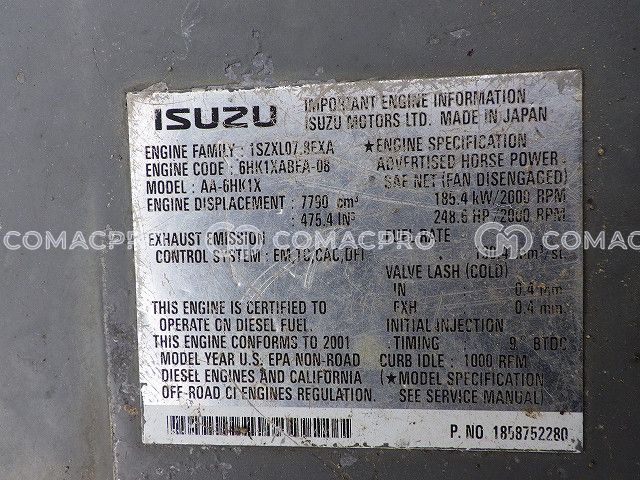 ISUZU
IMPORTANT ENGINE INFORMATION
ISUZU MOTORS LTD. MADE IN JAPAN
ENGINE FAMILY : 1SZXL07.8EXA
ENGINE CODE : 6HK1XABEA-08
MODEL : AA-6HK1X
ENGINE DISPLACEMENT : 7790 cm³
: 475.4 IN³
EXHAUST EMISSION
CONTROL SYSTEM : EM,TC,CAC,DFI
THIS ENGINE IS CERTIFIED TO
OPERATE ON DIESEL FUEL.
THIS ENGINE CONFORMS TO 2001
MODEL YEAR U.S. EPA NON-ROAD
DIESEL ENGINES AND CALIFORNIA
OFF-ROAD CI ENGINES REGULATION.
★ENGINE SPECIFICATION
ADVERTISED HORSE POWER
SAE NET (FAN DISENGAGED)
185.4 kW/2000 RPM
248.6 HP/2000 RPM
FUEL RATE
VALVE LASH (COLD)
IN : 0.4 mm
EXH : 0.4 mm
INITIAL INJECTION
TIMING : 9° BTDC
CURB IDLE : 1000 RPM
(★MODEL SPECIFICATION
SEE SERVICE MANUAL)
P. NO 1858752280
COMACPRO
COMACPRO